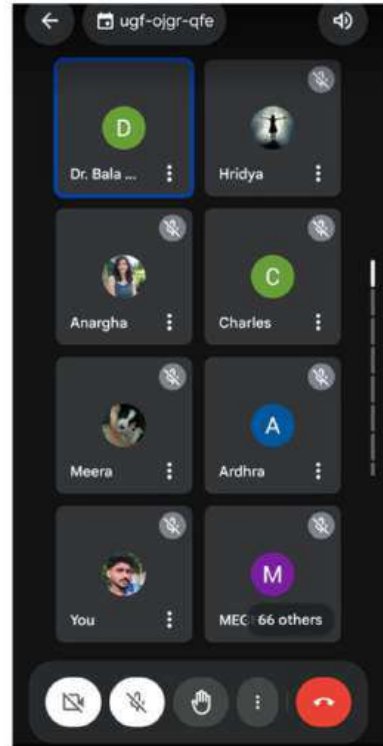 ugf-ojgr-qfe
D
Dr. Bala ...
Hridya
Anargha
C
Charles
Meera
A
Ardhra
You
M
MEC 66 others